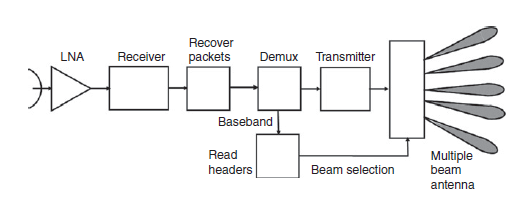 LNA
Receiver
Recover
packets
Demux
Transmitter
Baseband
Read
headers
Beam selection
Multiple
beam
antenna